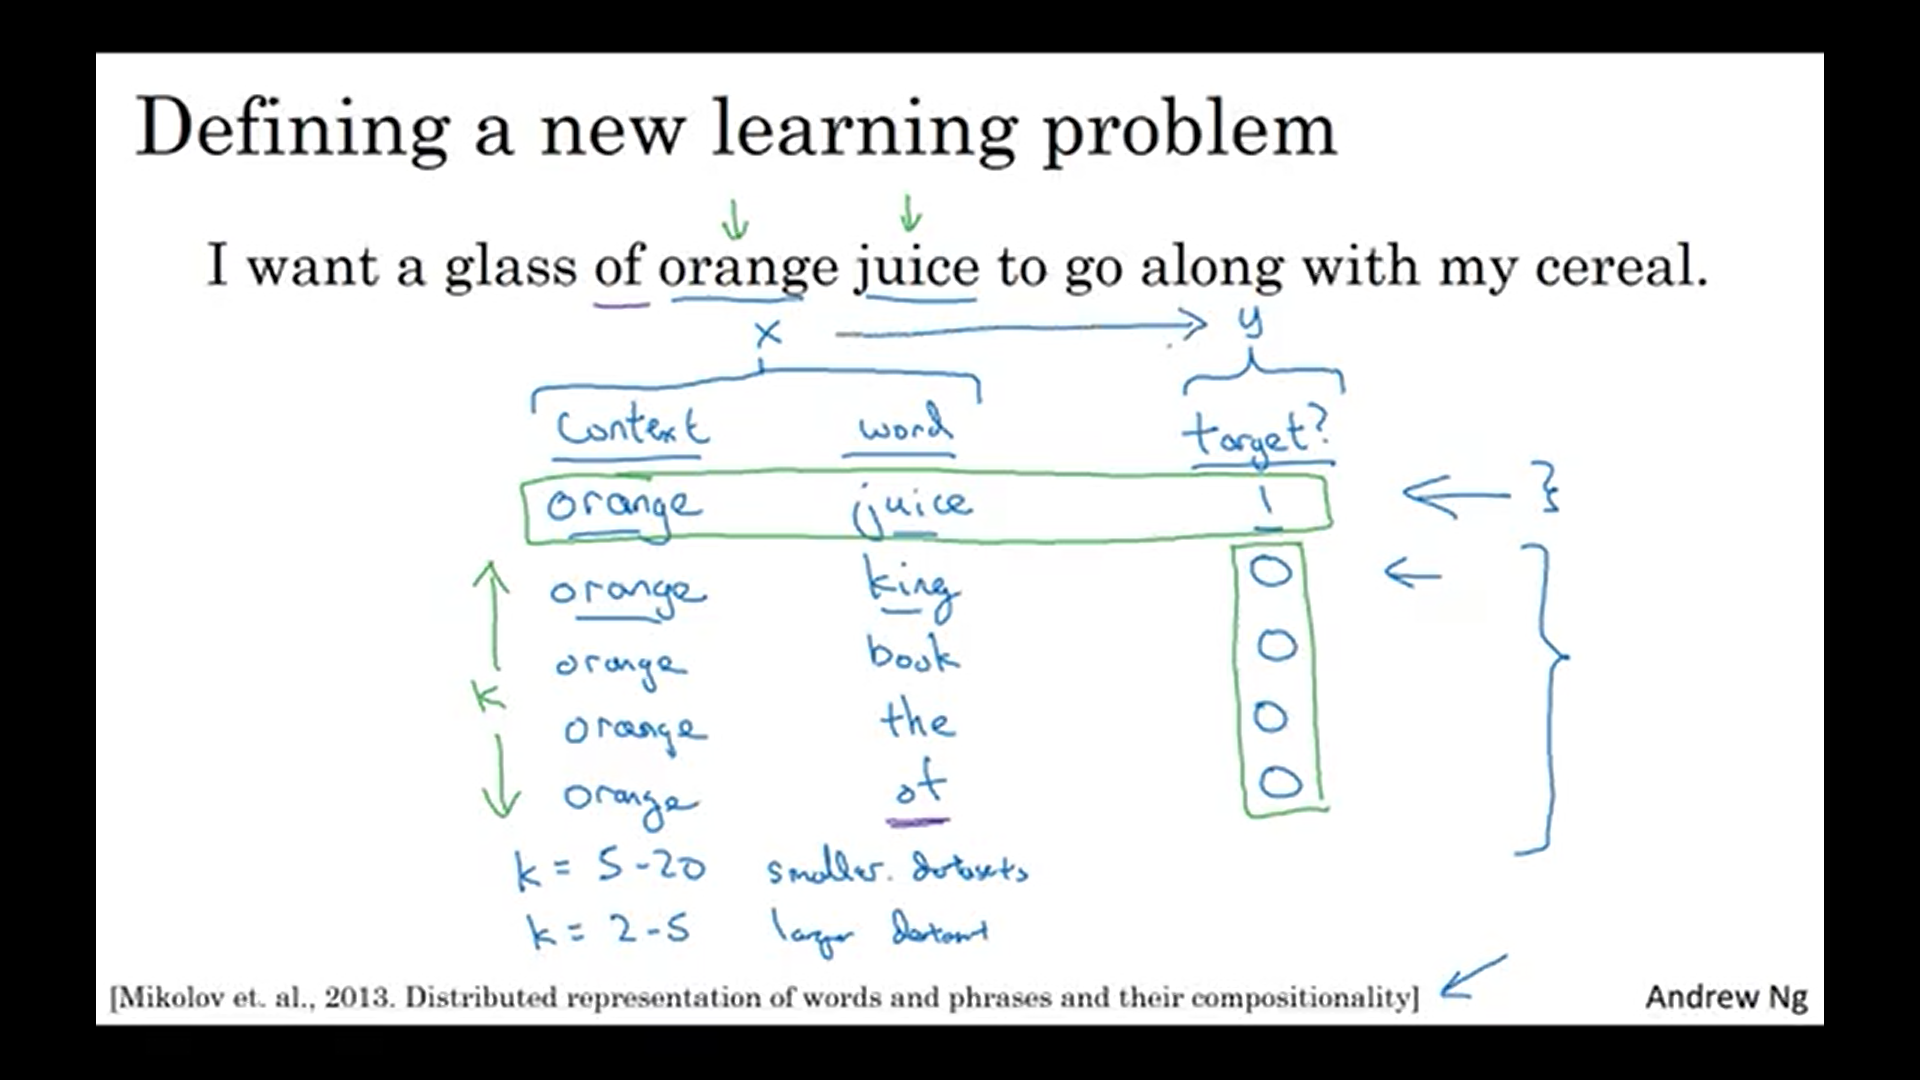 Defining a new learning problem
I want a glass of orange juice to go along with my cereal.
x y
context word target?
orange juice 1
orange king 0
orange book 0
k
orange the 0
orange of 0
k = 5-20 smaller datasets
k = 2-5 larger dataset
[Mikolov et. al., 2013. Distributed representation of words and phrases and their compositionality] Andrew Ng